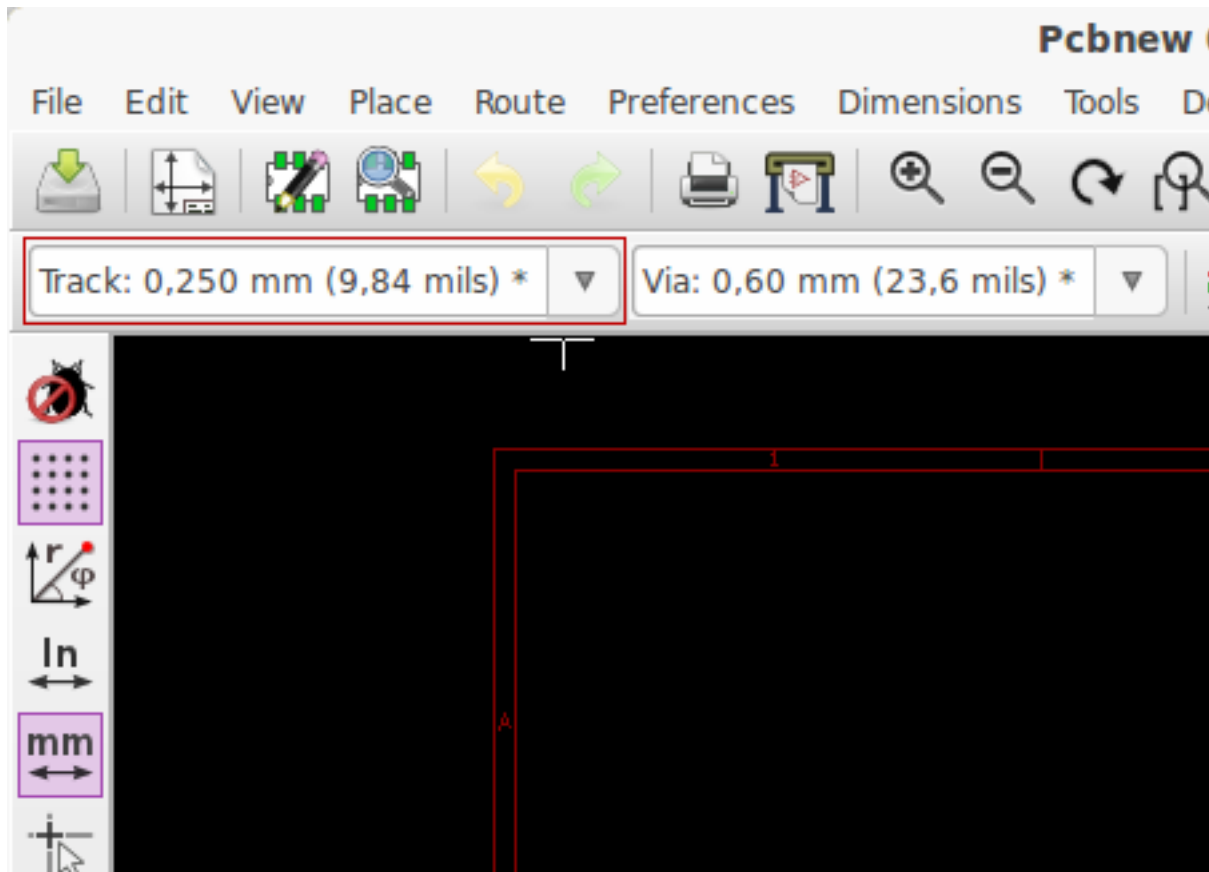 Pcbnew
File Edit View Place Route Preferences Dimensions Tools
Track: 0,250 mm (9,84 mils) * Via: 0,60 mm (23,6 mils) *
1
r
φ
In
A
mm